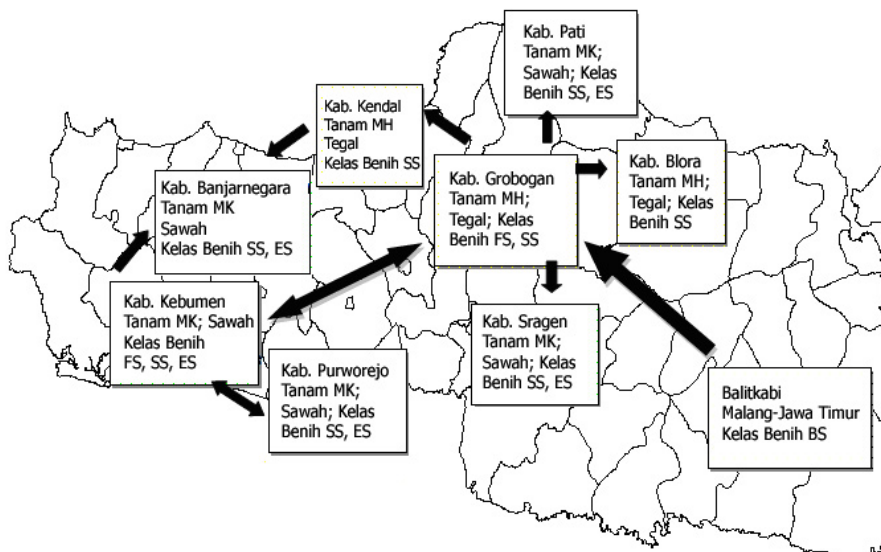 Kab. Pati
Tanam MK;
Sawah; Kelas
Benih SS, ES
Kab. Kendal
Tanam MH
Tegal
Kelas Benih SS
Kab. Blora
Tanam MH;
Tegal; Kelas
Benih SS
Kab. Grobogan
Tanam MH;
Tegal; Kelas
Benih FS, SS
Kab. Banjarnegara
Tanam MK
Sawah
Kelas Benih SS, ES
Kab. Kebumen
Tanam MK; Sawah
Kelas Benih
FS, SS, ES
Kab. Sragen
Tanam MK;
Sawah; Kelas
Benih SS, ES
Kab. Purworejo
Tanam MK;
Sawah; Kelas
Benih SS, ES
Balitkabi
Malang-Jawa Timur
Kelas Benih BS